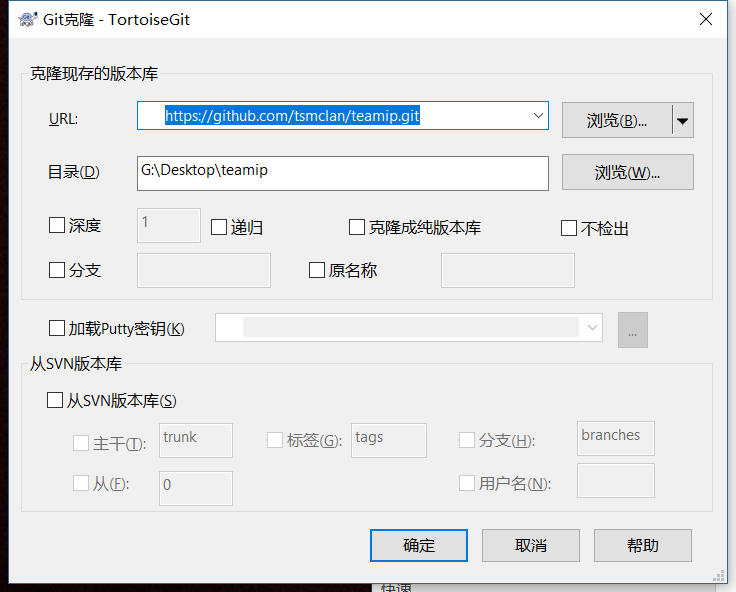 Git克隆 - TortoiseGit
克隆现存的版本库
URL: https://github.com/tsmclan/teamip.git 浏览(B)...
目录(D) G:\Desktop\teamip 浏览(W)...
深度 1 递归 克隆成纯版本库 不检出
分支 原名称
加载Putty密钥(K) ...
从SVN版本库
从SVN版本库(S)
主干(T): trunk 标签(G): tags 分支(H): branches
从(F): 0 用户名(N):
确定 取消 帮助
快速